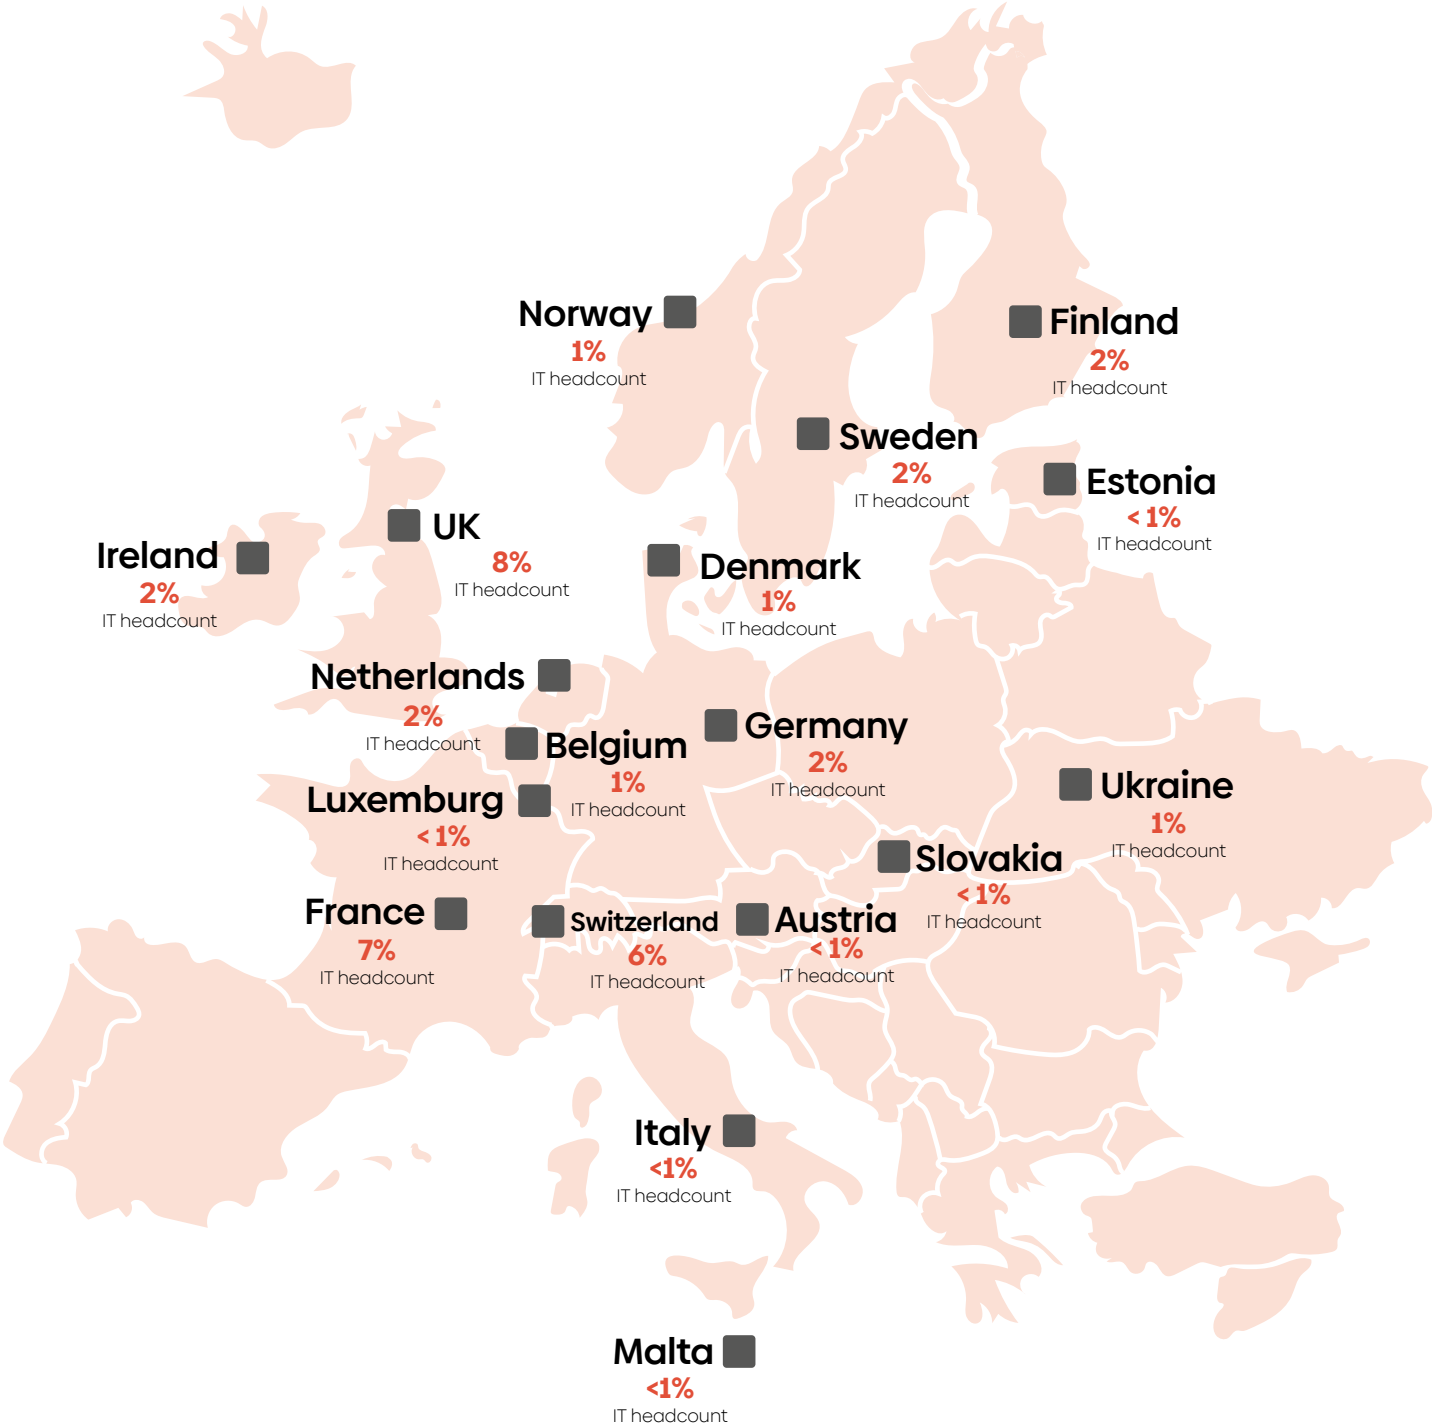 Norway
1%
IT headcount
Finland
2%
IT headcount
Sweden
2%
IT headcount
Estonia
< 1%
IT headcount
UK
8%
IT headcount
Ireland
2%
IT headcount
Denmark
1%
IT headcount
Netherlands
2%
IT headcount
Germany
2%
IT headcount
Belgium
1%
IT headcount
Luxemburg
< 1%
IT headcount
Ukraine
1%
IT headcount
Slovakia
< 1%
IT headcount
France
7%
IT headcount
Switzerland
6%
IT headcount
Austria
< 1%
IT headcount
Italy
<1%
IT headcount
Malta
<1%
IT headcount